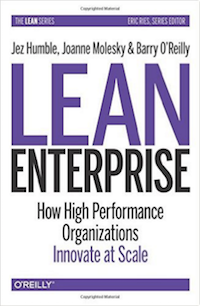 THE LEAN SERIES
ERIC RIES, SERIES EDITOR
Jez Humble, Joanne Molesky & Barry O'Reilly
LEAN
ENTERPRISE
How High Performance
Organizations
Innovate at Scale
O'REILLY®